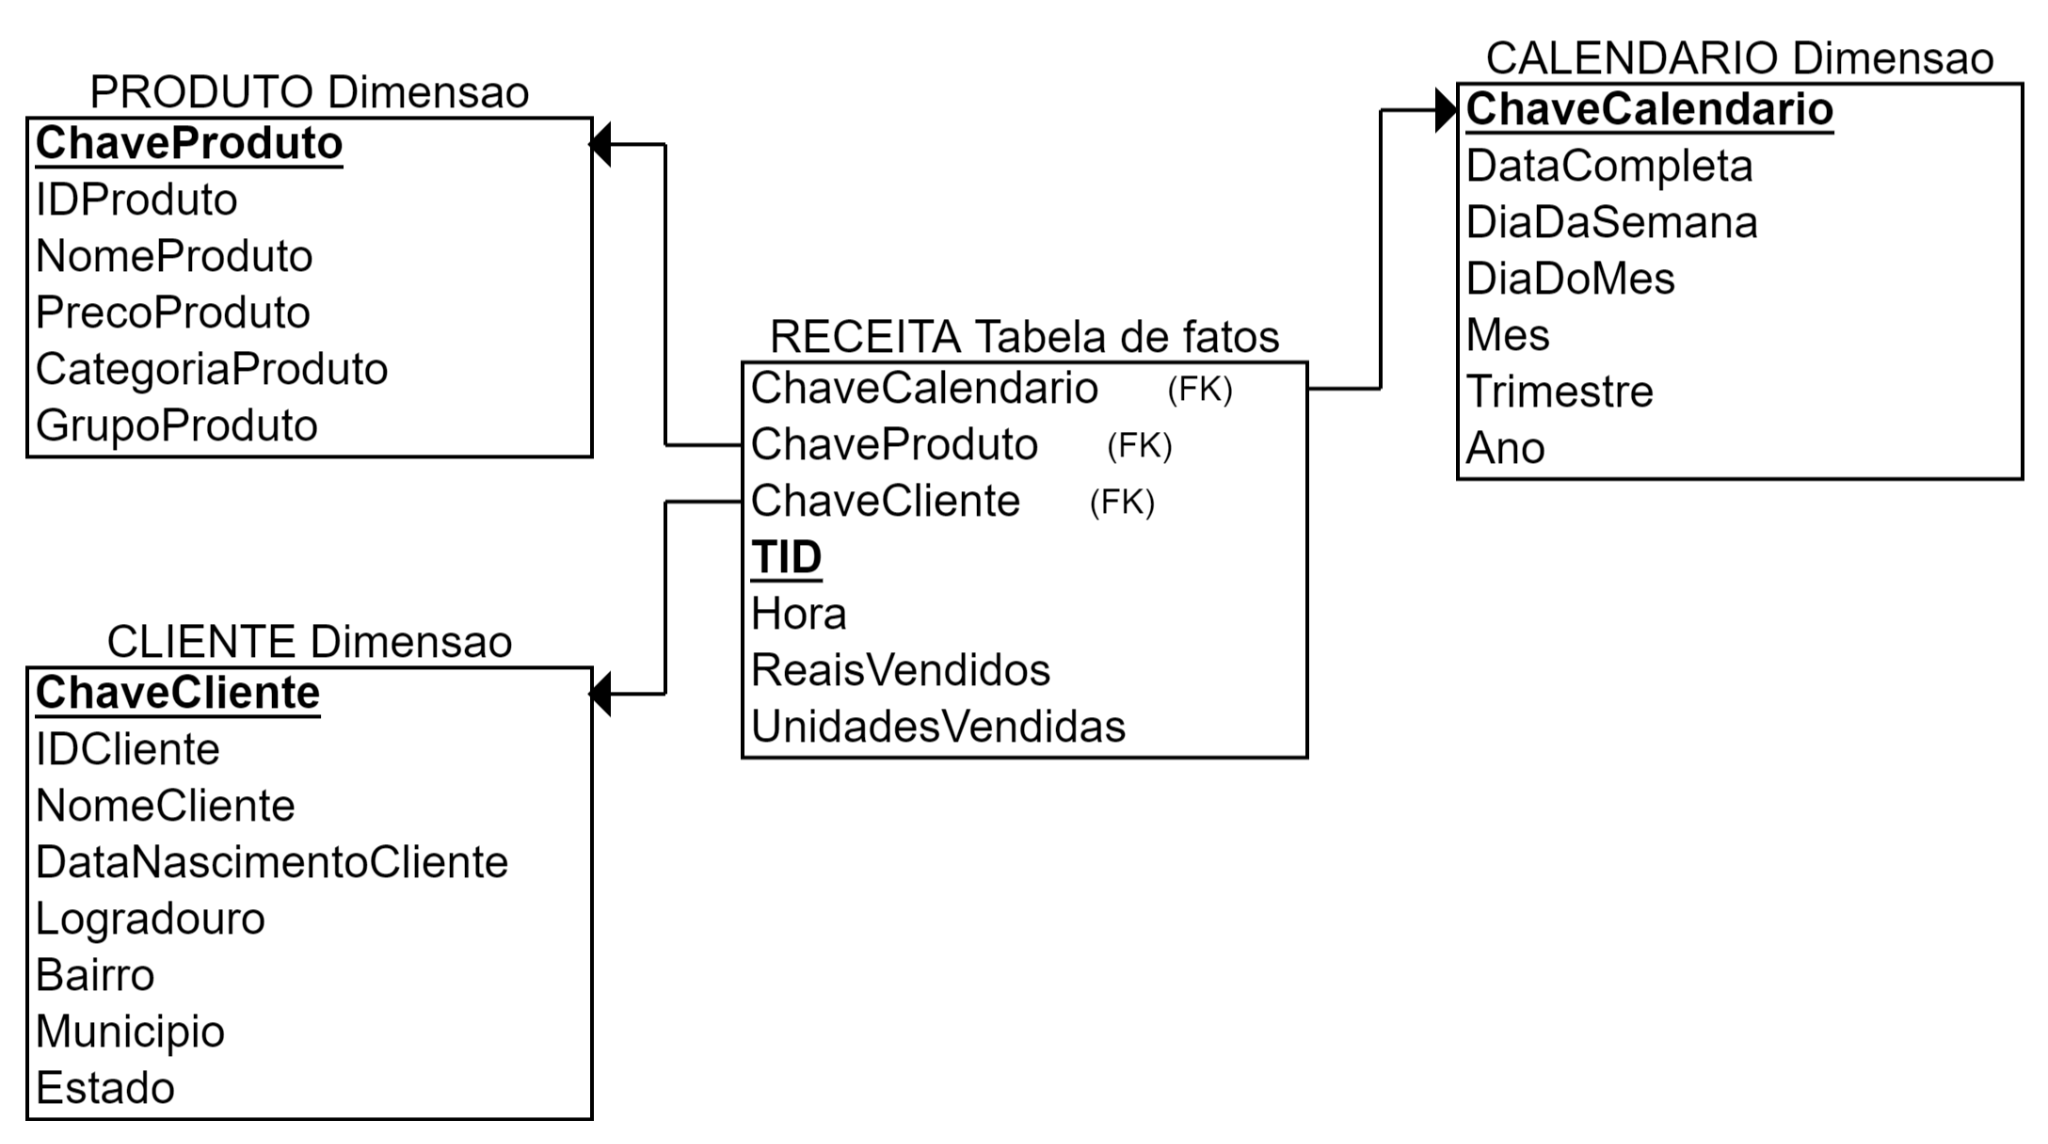 PRODUTO Dimensao
ChaveProduto
IDProduto
NomeProduto
PrecoProduto
CategoriaProduto
GrupoProduto
CLIENTE Dimensao
ChaveCliente
IDCliente
NomeCliente
DataNascimentoCliente
Logradouro
Bairro
Municipio
Estado
RECEITA Tabela de fatos
ChaveCalendario (FK)
ChaveProduto (FK)
ChaveCliente (FK)
TID
Hora
ReaisVendidos
UnidadesVendidas
CALENDARIO Dimensao
ChaveCalendario
DataCompleta
DiaDaSemana
DiaDoMes
Mes
Trimestre
Ano